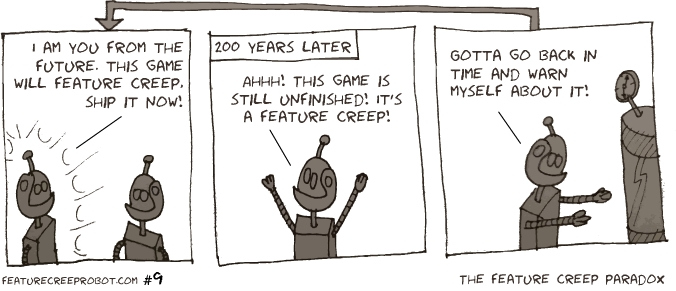 I AM YOU FROM THE
FUTURE. THIS GAME
WILL FEATURE CREEP.
SHIP IT NOW!
200 YEARS LATER
AHHH! THIS GAME IS
STILL UNFINISHED! IT'S
A FEATURE CREEP!
GOTTA GO BACK IN
TIME AND WARN
MYSELF ABOUT IT!
FEATURECREEPROBOT.COM #9
THE FEATURE CREEP PARADOX